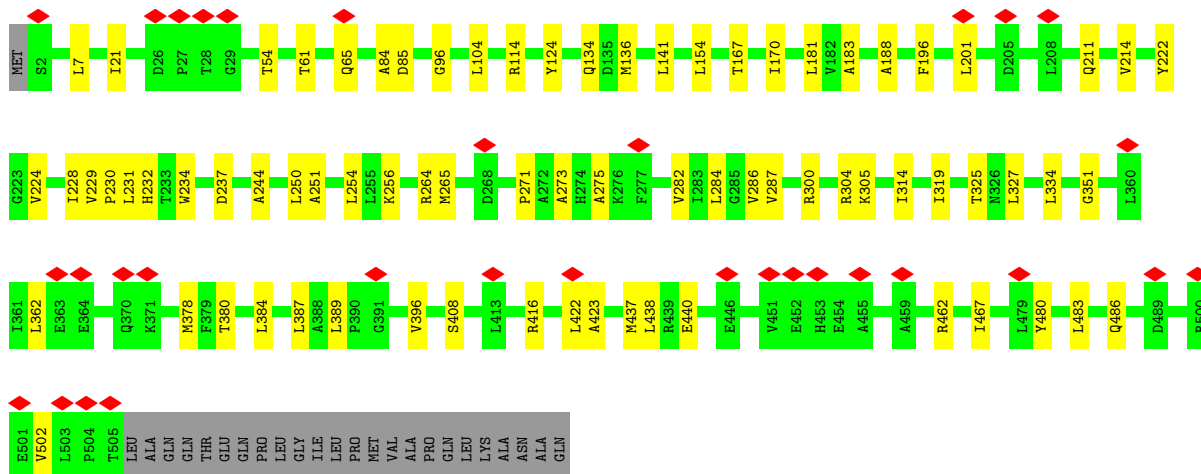 MET S2 L7 I21 D26 P27 T28 G29 T54 T61 Q65 A84 D85 G96 L104 R114 Y124 Q134 D135 M136 L141 L154 T167 I170 L181 V182 A183 A188 F196 L201 D205 L208 Q211 V214 Y222
G223 V224 I228 V229 P230 L231 H232 T233 W234 D237 A244 L250 A251 L254 L255 K256 R264 M265 D268 P271 A272 A273 H274 A275 K276 F277 V282 I283 L284 G285 V286 V287 R300 R304 K305 I314 I319 T325 N326 L327 L334 G351 L360
I361 L362 E363 E364 Q370 K371 M378 F379 T380 L384 L387 A388 L389 P390 G391 V396 S408 L413 R416 L422 A423 M437 L438 R439 E440 E446 V451 E452 H453 E454 A455 A459 R462 I467 L479 Y480 L483 Q486 D489
E501 V502 L503 P504 T505 LEU ALA GLN GLN THR GLU GLN PRO LEU GLY ILE LEU PRO MET VAL ALA PRO GLN LEU LYS ALA ASN ALA GLN